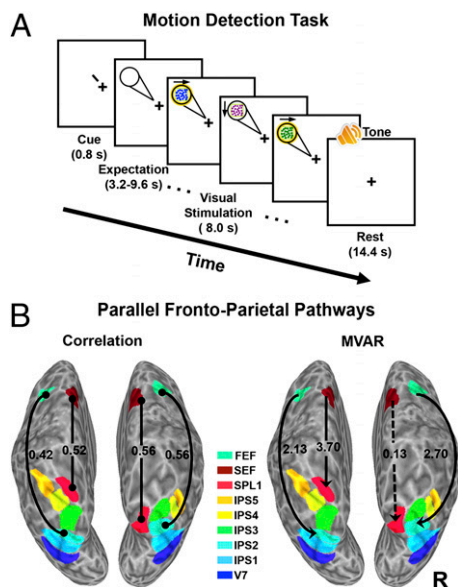 A
Motion Detection Task
Cue
(0.8 s)
Expectation
(3.2-9.6 s)
Visual
Stimulation
( 8.0 s)
Tone
Rest
(14.4 s)
Time
B
Parallel Fronto-Parietal Pathways
Correlation
MVAR
0.42
0.52
0.56
0.56
FEF
SEF
SPL1
IPS5
IPS4
IPS3
IPS2
IPS1
V7
2.13
3.70
0.13
2.70
R